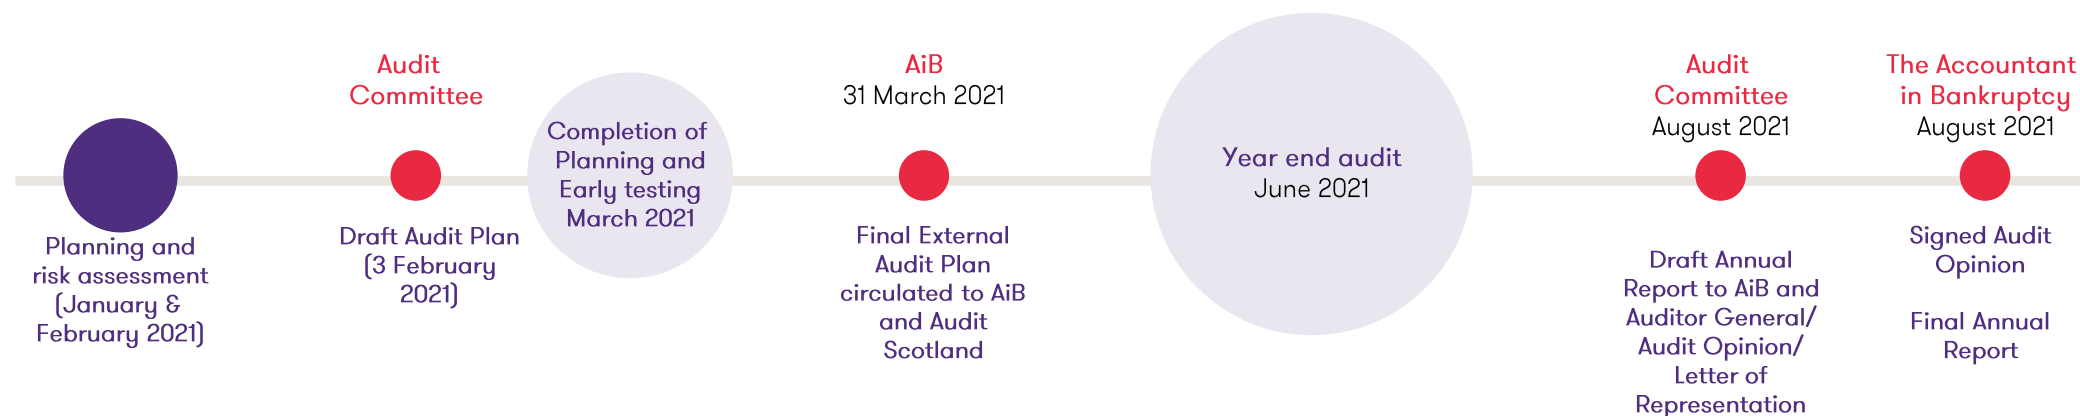 Planning and
risk assessment
(January &
February 2021)
Audit
Committee
Draft Audit Plan
(3 February
2021)
Completion of
Planning and
Early testing
March 2021
AiB
31 March 2021
Final External
Audit Plan
circulated to AiB
and Audit
Scotland
Year end audit
June 2021
Audit
Committee
August 2021
Draft Annual
Report to AiB and
Auditor General/
Audit Opinion/
Letter of
Representation
The Accountant
in Bankruptcy
August 2021
Signed Audit
Opinion
Final Annual
Report